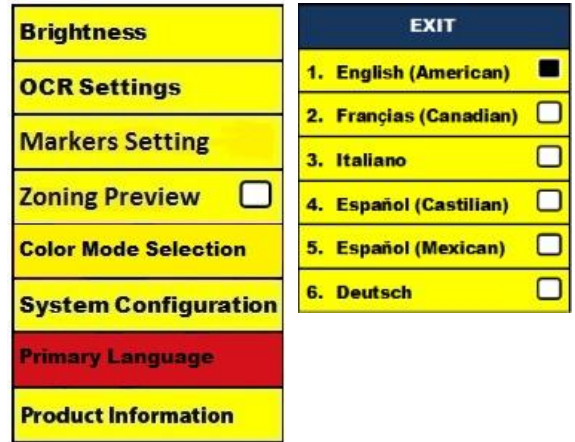 Brightness
OCR Settings
Markers Setting
Zoning Preview
Color Mode Selection
System Configuration
Primary Language
Product Information
EXIT
1. English (American)
2. Françias (Canadian)
3. Italiano
4. Español (Castilian)
5. Español (Mexican)
6. Deutsch